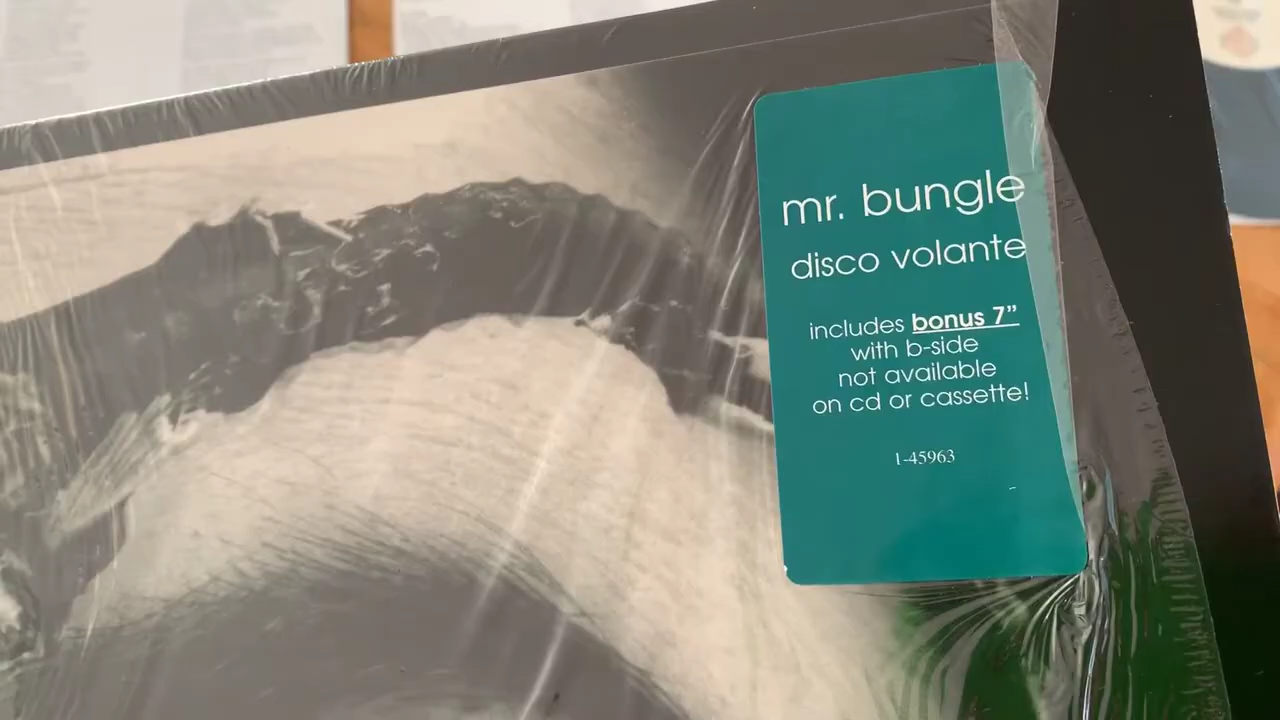 mr. bungle
disco volante
includes bonus 7”
with b-side
not available
on cd or cassette!
1-45963